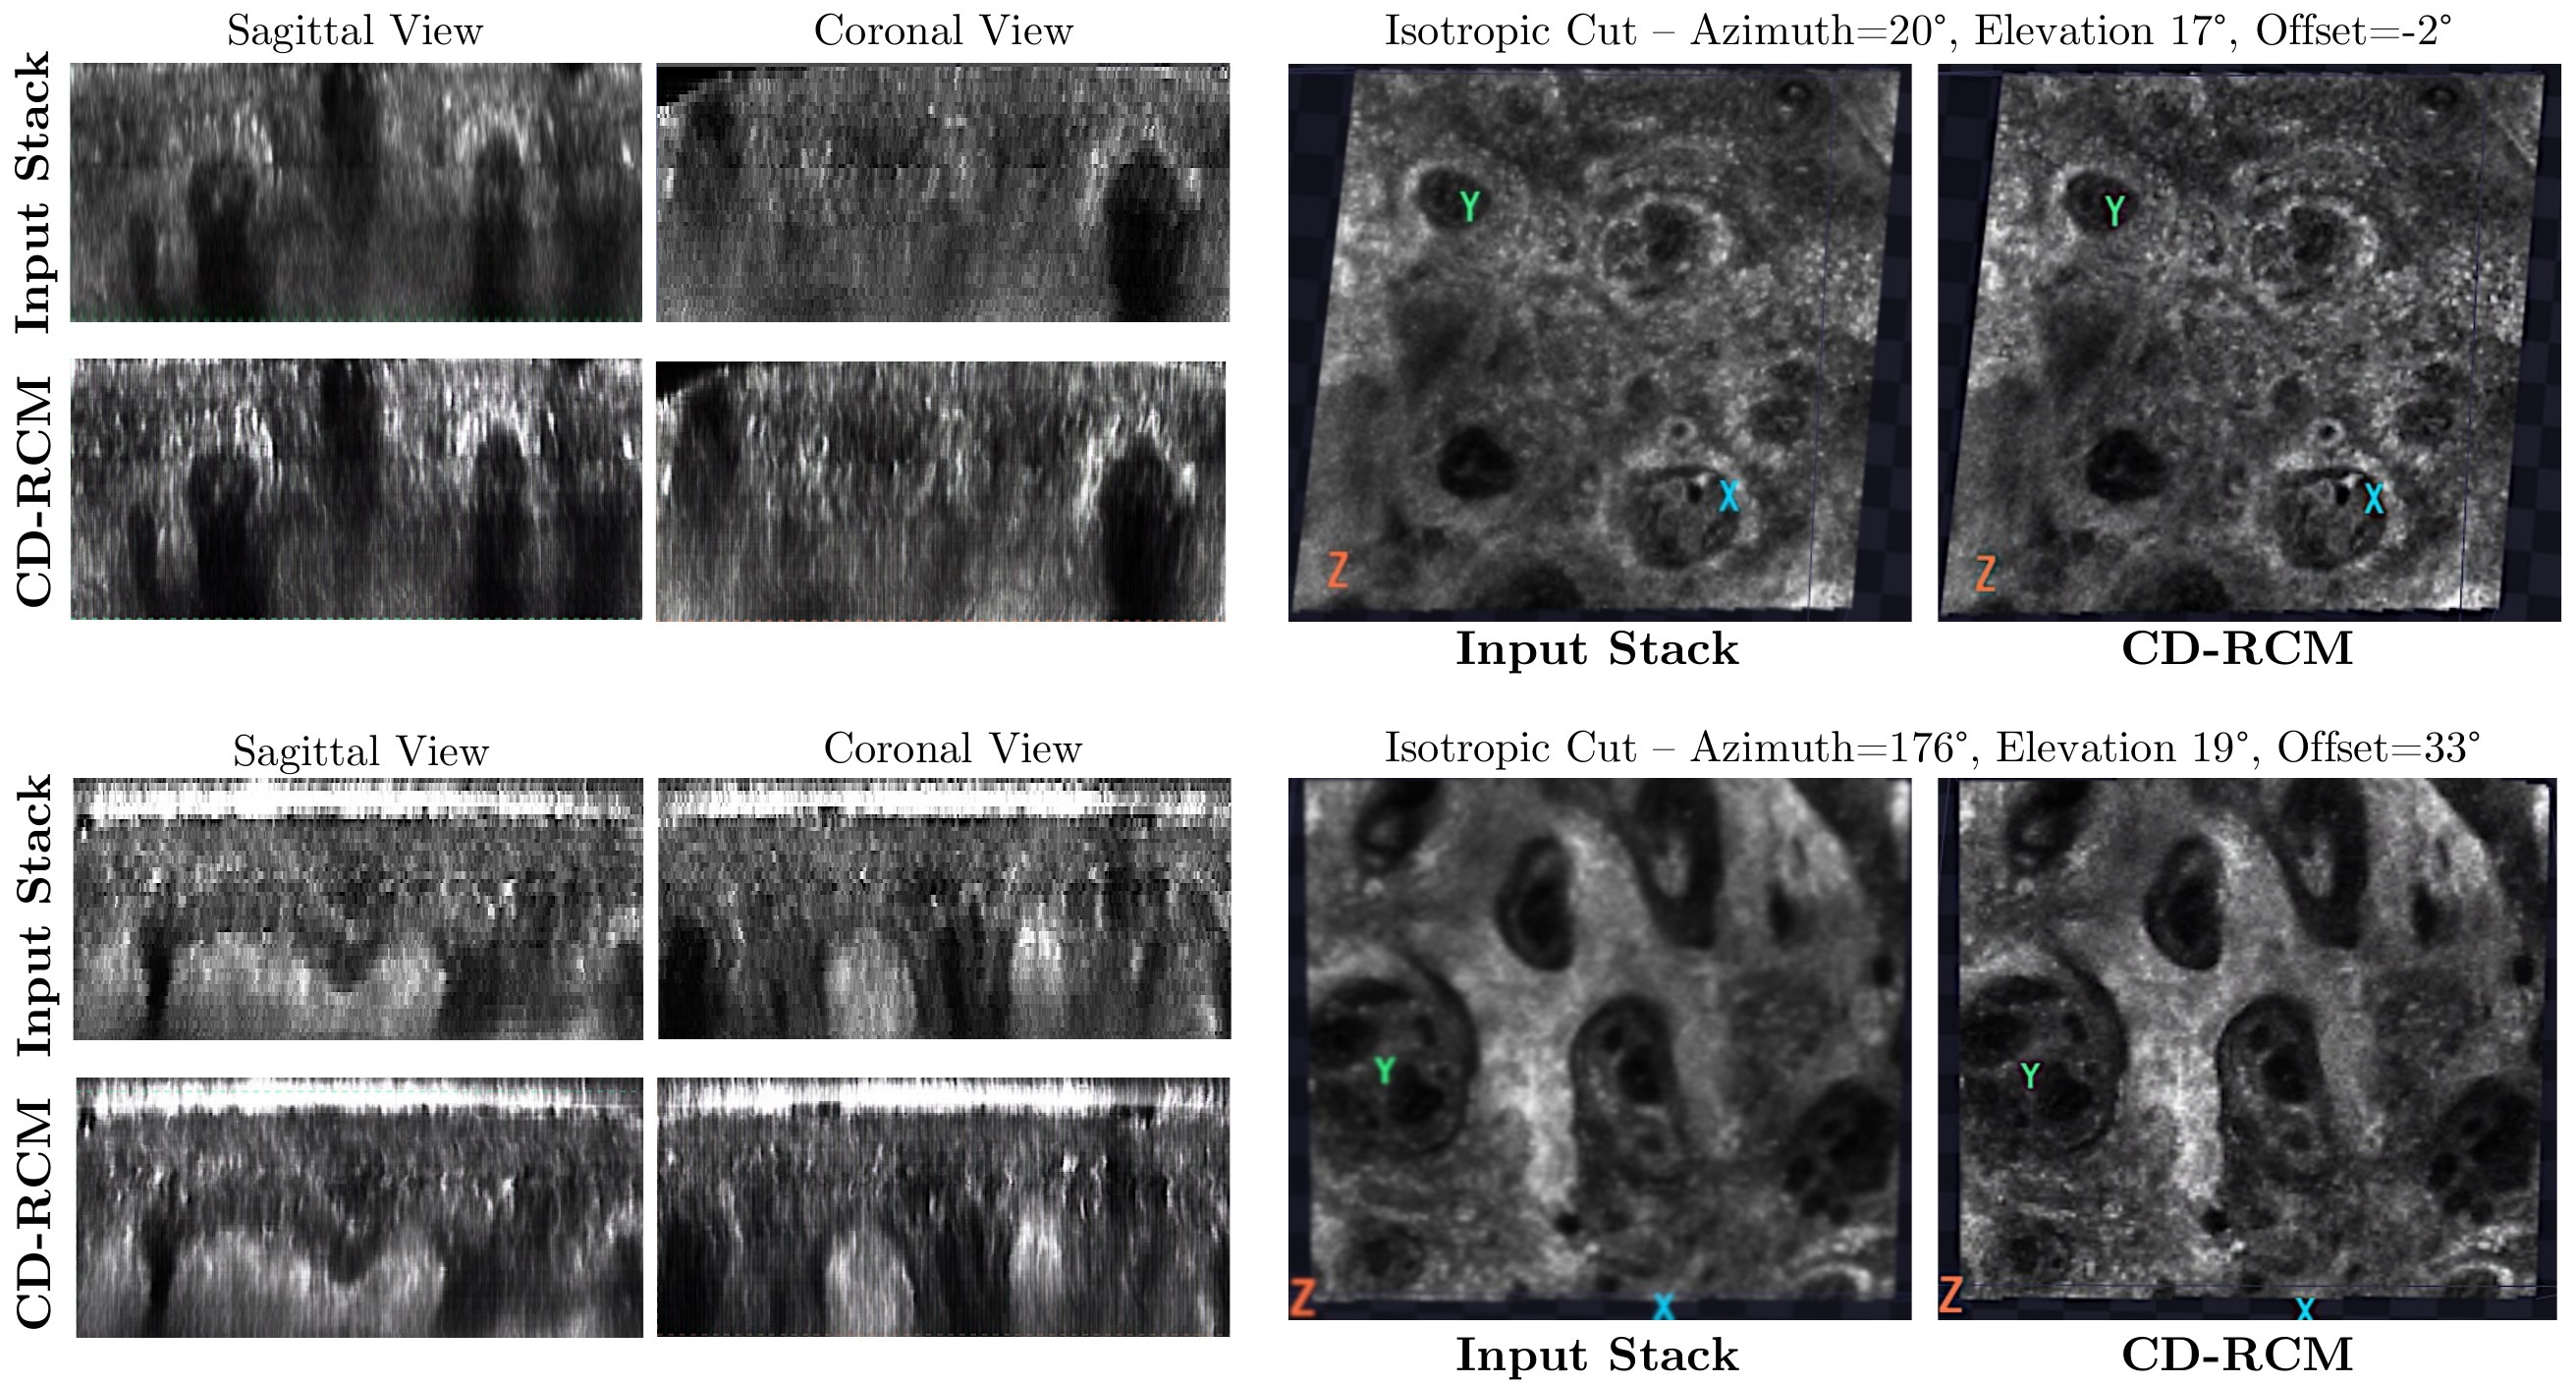 Sagittal View
Coronal View
Isotropic Cut – Azimuth=20°, Elevation 17°, Offset=-2°
Input Stack
CD-RCM
Y
X
Z
Y
X
Z
Input Stack
CD-RCM
Sagittal View
Coronal View
Isotropic Cut – Azimuth=176°, Elevation 19°, Offset=33°
Input Stack
CD-RCM
Y
Z
X
Y
Z
X
Input Stack
CD-RCM